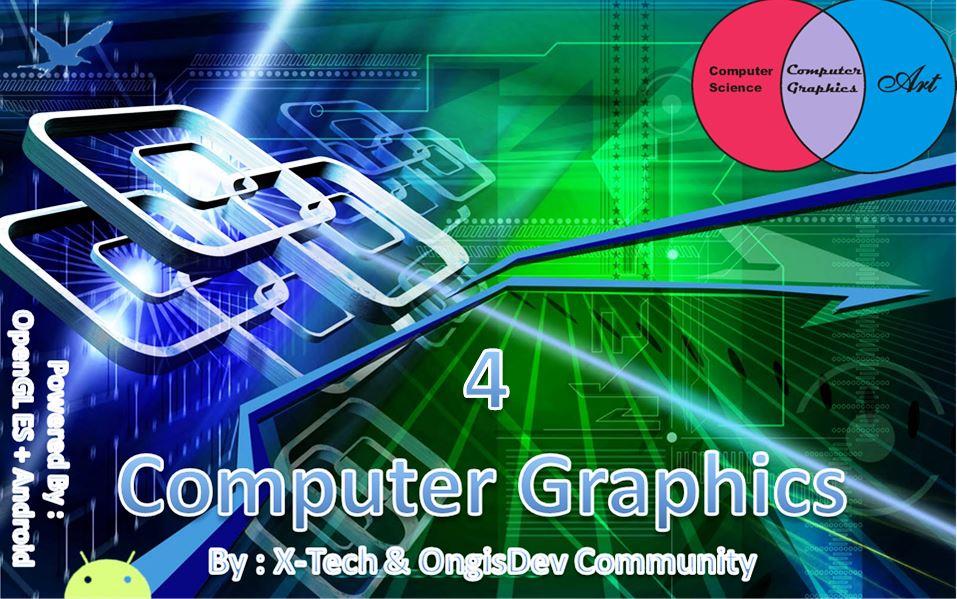 Computer
Science
Computer
Graphics
Art
Powered By :
OpenGL ES + Android
4
Computer Graphics
By : X-Tech & OngisDev Community